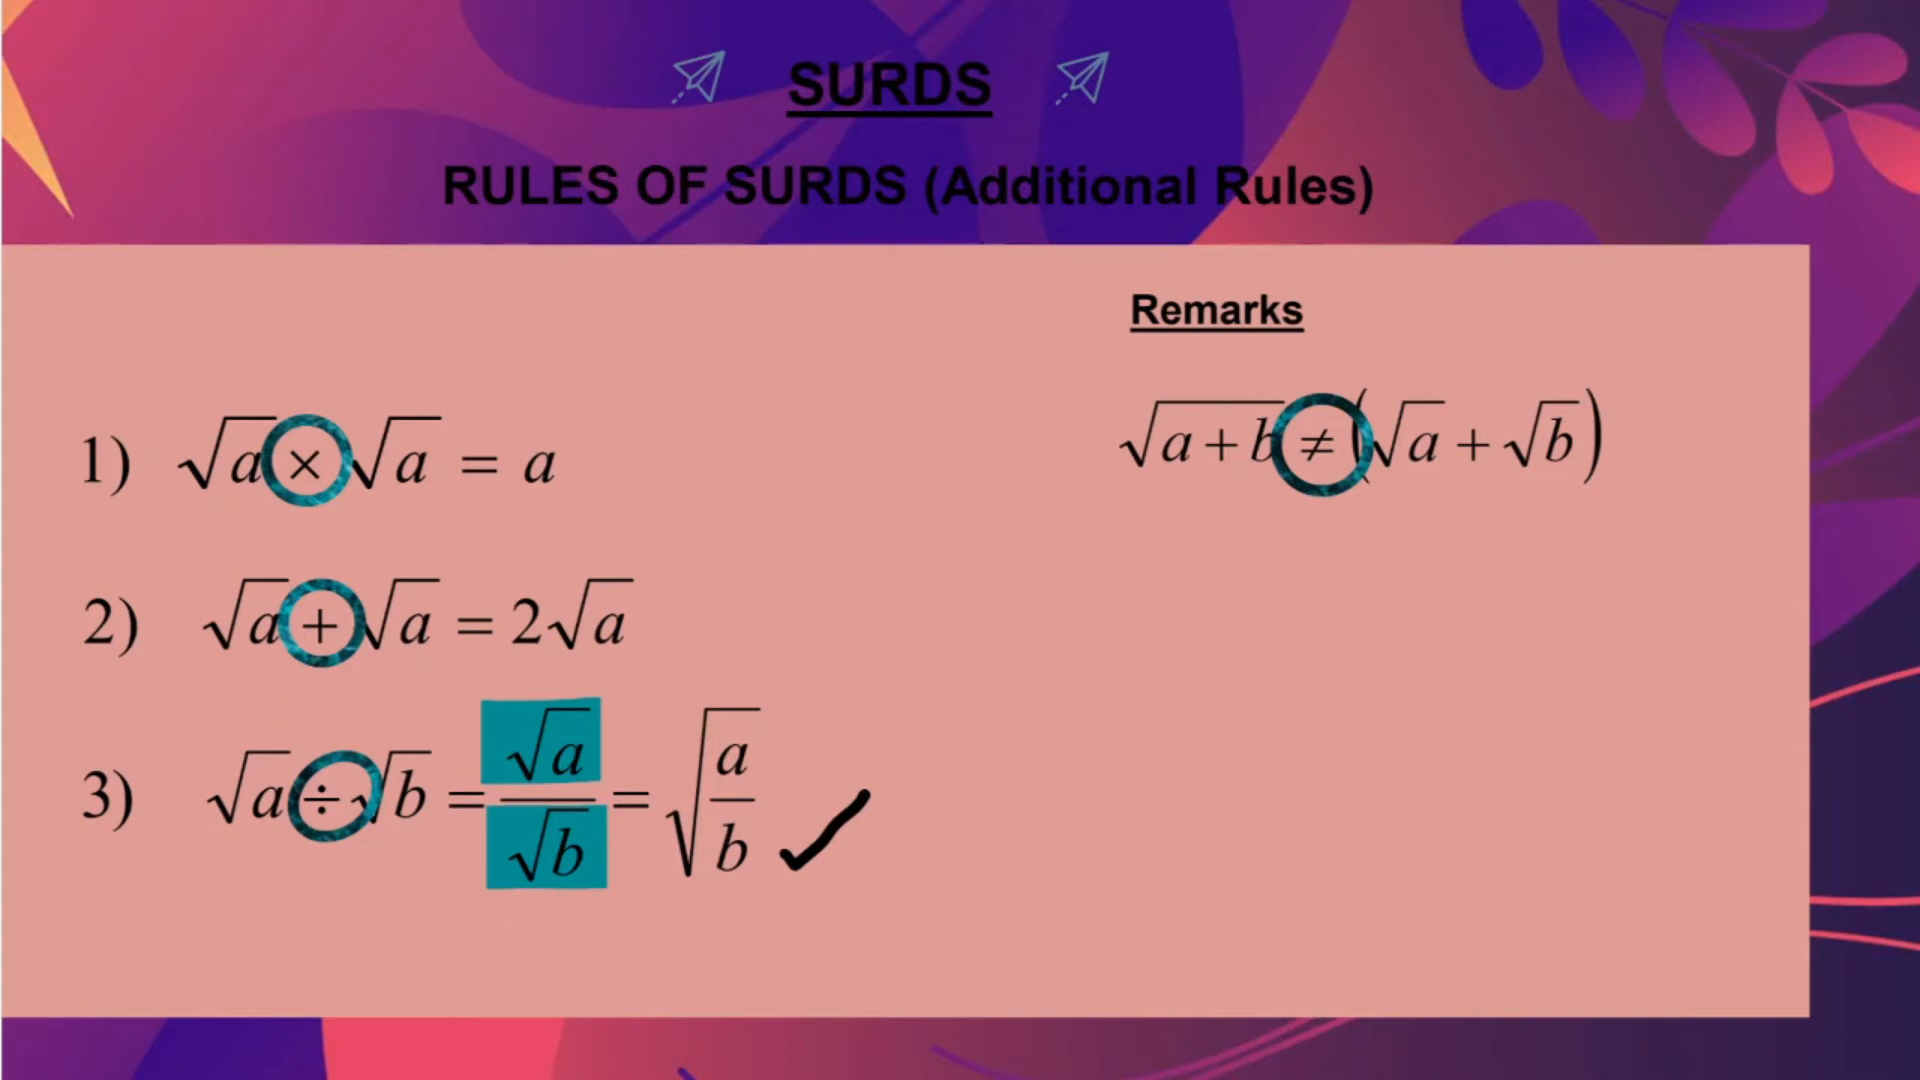 SURDS
RULES OF SURDS (Additional Rules)
Remarks
√a × √a = a
√(a + b) ≠ (√a + √b)
1)
2) √a + √a = 2√a
3) √a ÷ √b = √a/√b = √(a/b)